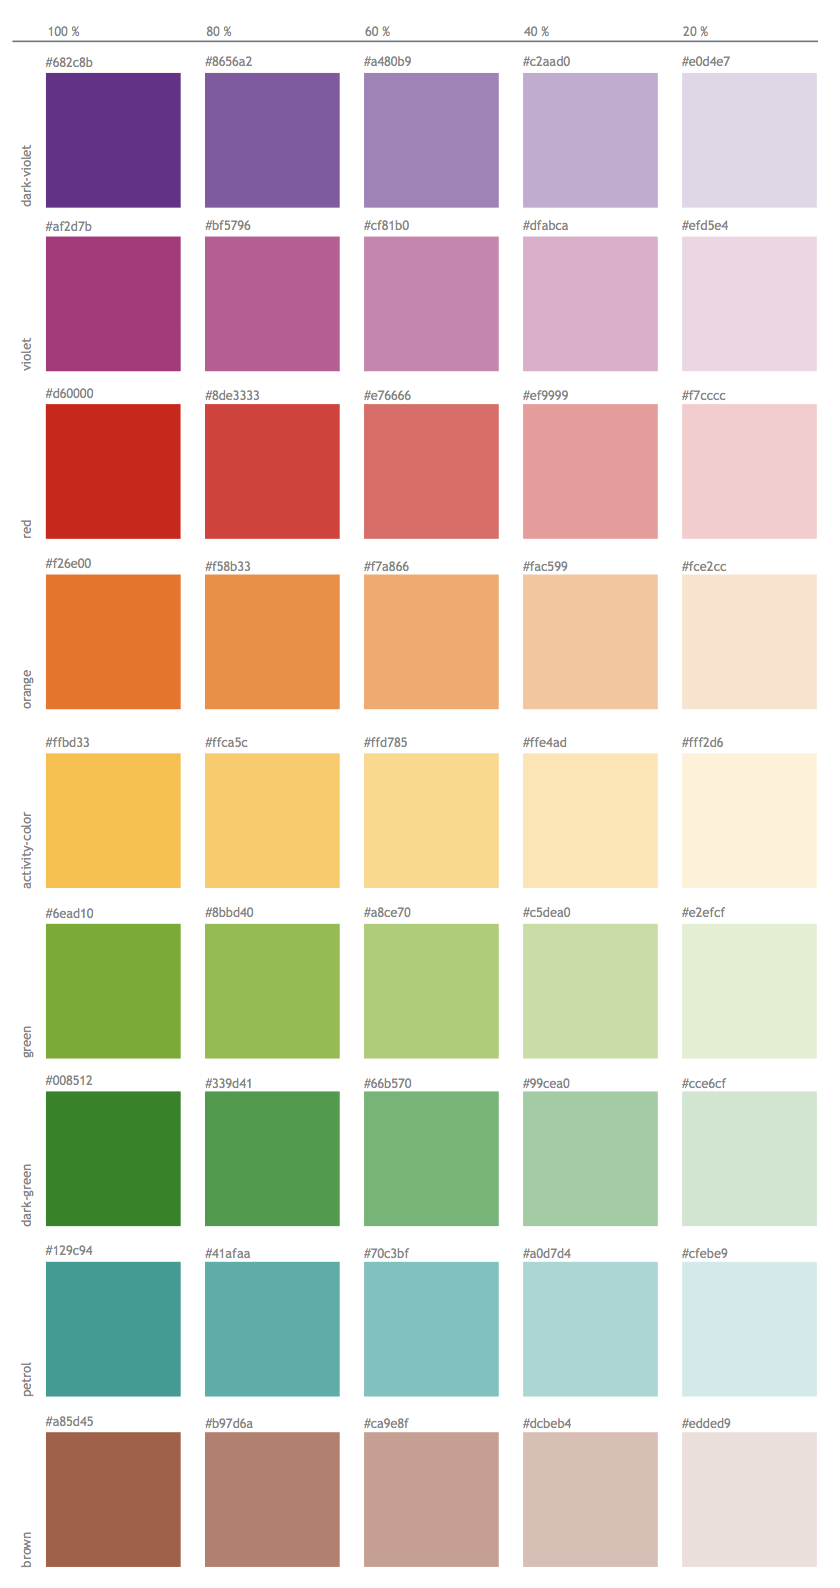 100 % 80 % 60 % 40 % 20 %
#682c8b #8656a2 #a480b9 #c2aad0 #e0d4e7
dark-violet
#af2d7b #bf5796 #cf81b0 #dfabca #efd5e4
violet
#d60000 #8de3333 #e76666 #ef9999 #f7cccc
red
#f26e00 #f58b33 #f7a866 #fac599 #fce2cc
orange
#ffbd33 #ffca5c #ffd785 #ffe4ad #fff2d6
activity-color
#6ead10 #8bbd40 #a8ce70 #c5dea0 #e2efcf
green
#008512 #339d41 #66b570 #99cea0 #cce6cf
dark-green
#129c94 #41afaa #70c3bf #a0d7d4 #cfebe9
petrol
#a85d45 #b97d6a #ca9e8f #dcbeb4 #edded9
brown